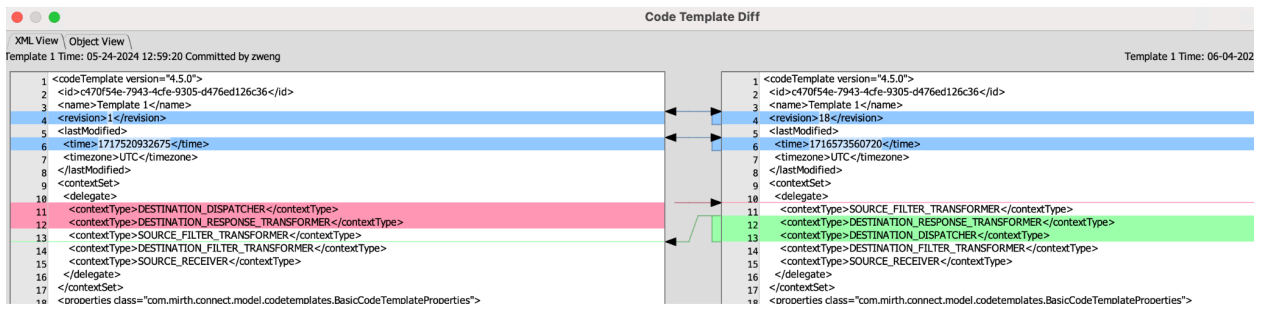 Code Template Diff
XML View Object View
Template 1 Time: 05-24-2024 12:59:20 Committed by zweng
Template 1 Time: 06-04-202
1 <codeTemplate version="4.5.0">
2 <id>c470f54e-7943-4cfe-9305-d476ed126c36</id>
3 <name>Template 1</name>
4 <revision>1</revision>
5 <lastModified>
6 <time>1717520932675</time>
7 <timezone>UTC</timezone>
8 </lastModified>
9 <contextSet>
10 <delegate>
11 <contextType>DESTINATION_DISPATCHER</contextType>
12 <contextType>DESTINATION_RESPONSE_TRANSFORMER</contextType>
13 <contextType>SOURCE_FILTER_TRANSFORMER</contextType>
14 <contextType>DESTINATION_FILTER_TRANSFORMER</contextType>
15 <contextType>SOURCE_RECEIVER</contextType>
16 </delegate>
17 </contextSet>
18 <properties class="com.mirth.connect.model.codetemplates.BasicCodeTemplateProperties">
1 <codeTemplate version="4.5.0">
2 <id>c470f54e-7943-4cfe-9305-d476ed126c36</id>
3 <name>Template 1</name>
4 <revision>18</revision>
5 <lastModified>
6 <time>1716573560720</time>
7 <timezone>UTC</timezone>
8 </lastModified>
9 <contextSet>
10 <delegate>
11 <contextType>SOURCE_FILTER_TRANSFORMER</contextType>
12 <contextType>DESTINATION_RESPONSE_TRANSFORMER</contextType>
13 <contextType>DESTINATION_DISPATCHER</contextType>
14 <contextType>DESTINATION_FILTER_TRANSFORMER</contextType>
15 <contextType>SOURCE_RECEIVER</contextType>
16 </delegate>
17 </contextSet>
18 <properties class="com.mirth.connect.model.codetemplates.BasicCodeTemplateProperties">